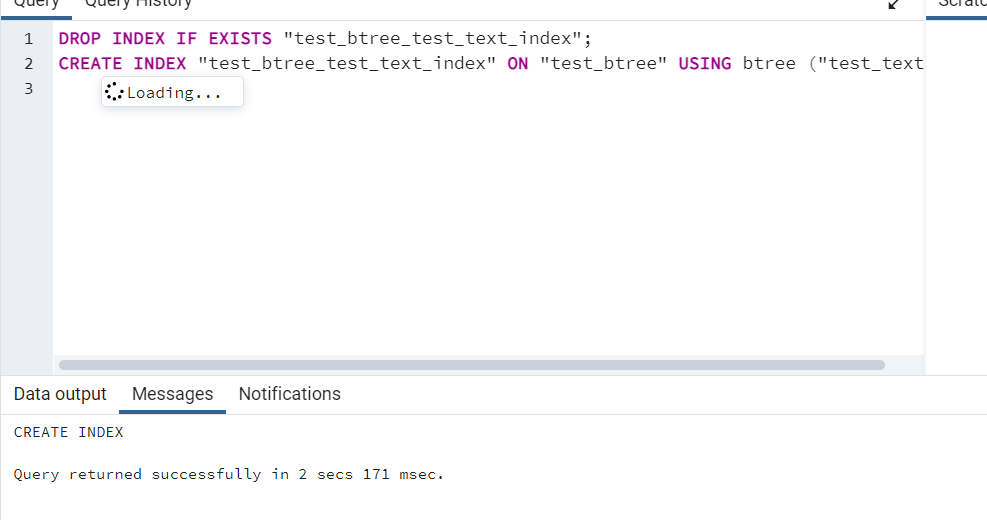 Query Query History
1 DROP INDEX IF EXISTS "test_btree_test_text_index";
2 CREATE INDEX "test_btree_test_text_index" ON "test_btree" USING btree ("test_text
3
Loading...
Data output Messages Notifications
CREATE INDEX
Query returned successfully in 2 secs 171 msec.